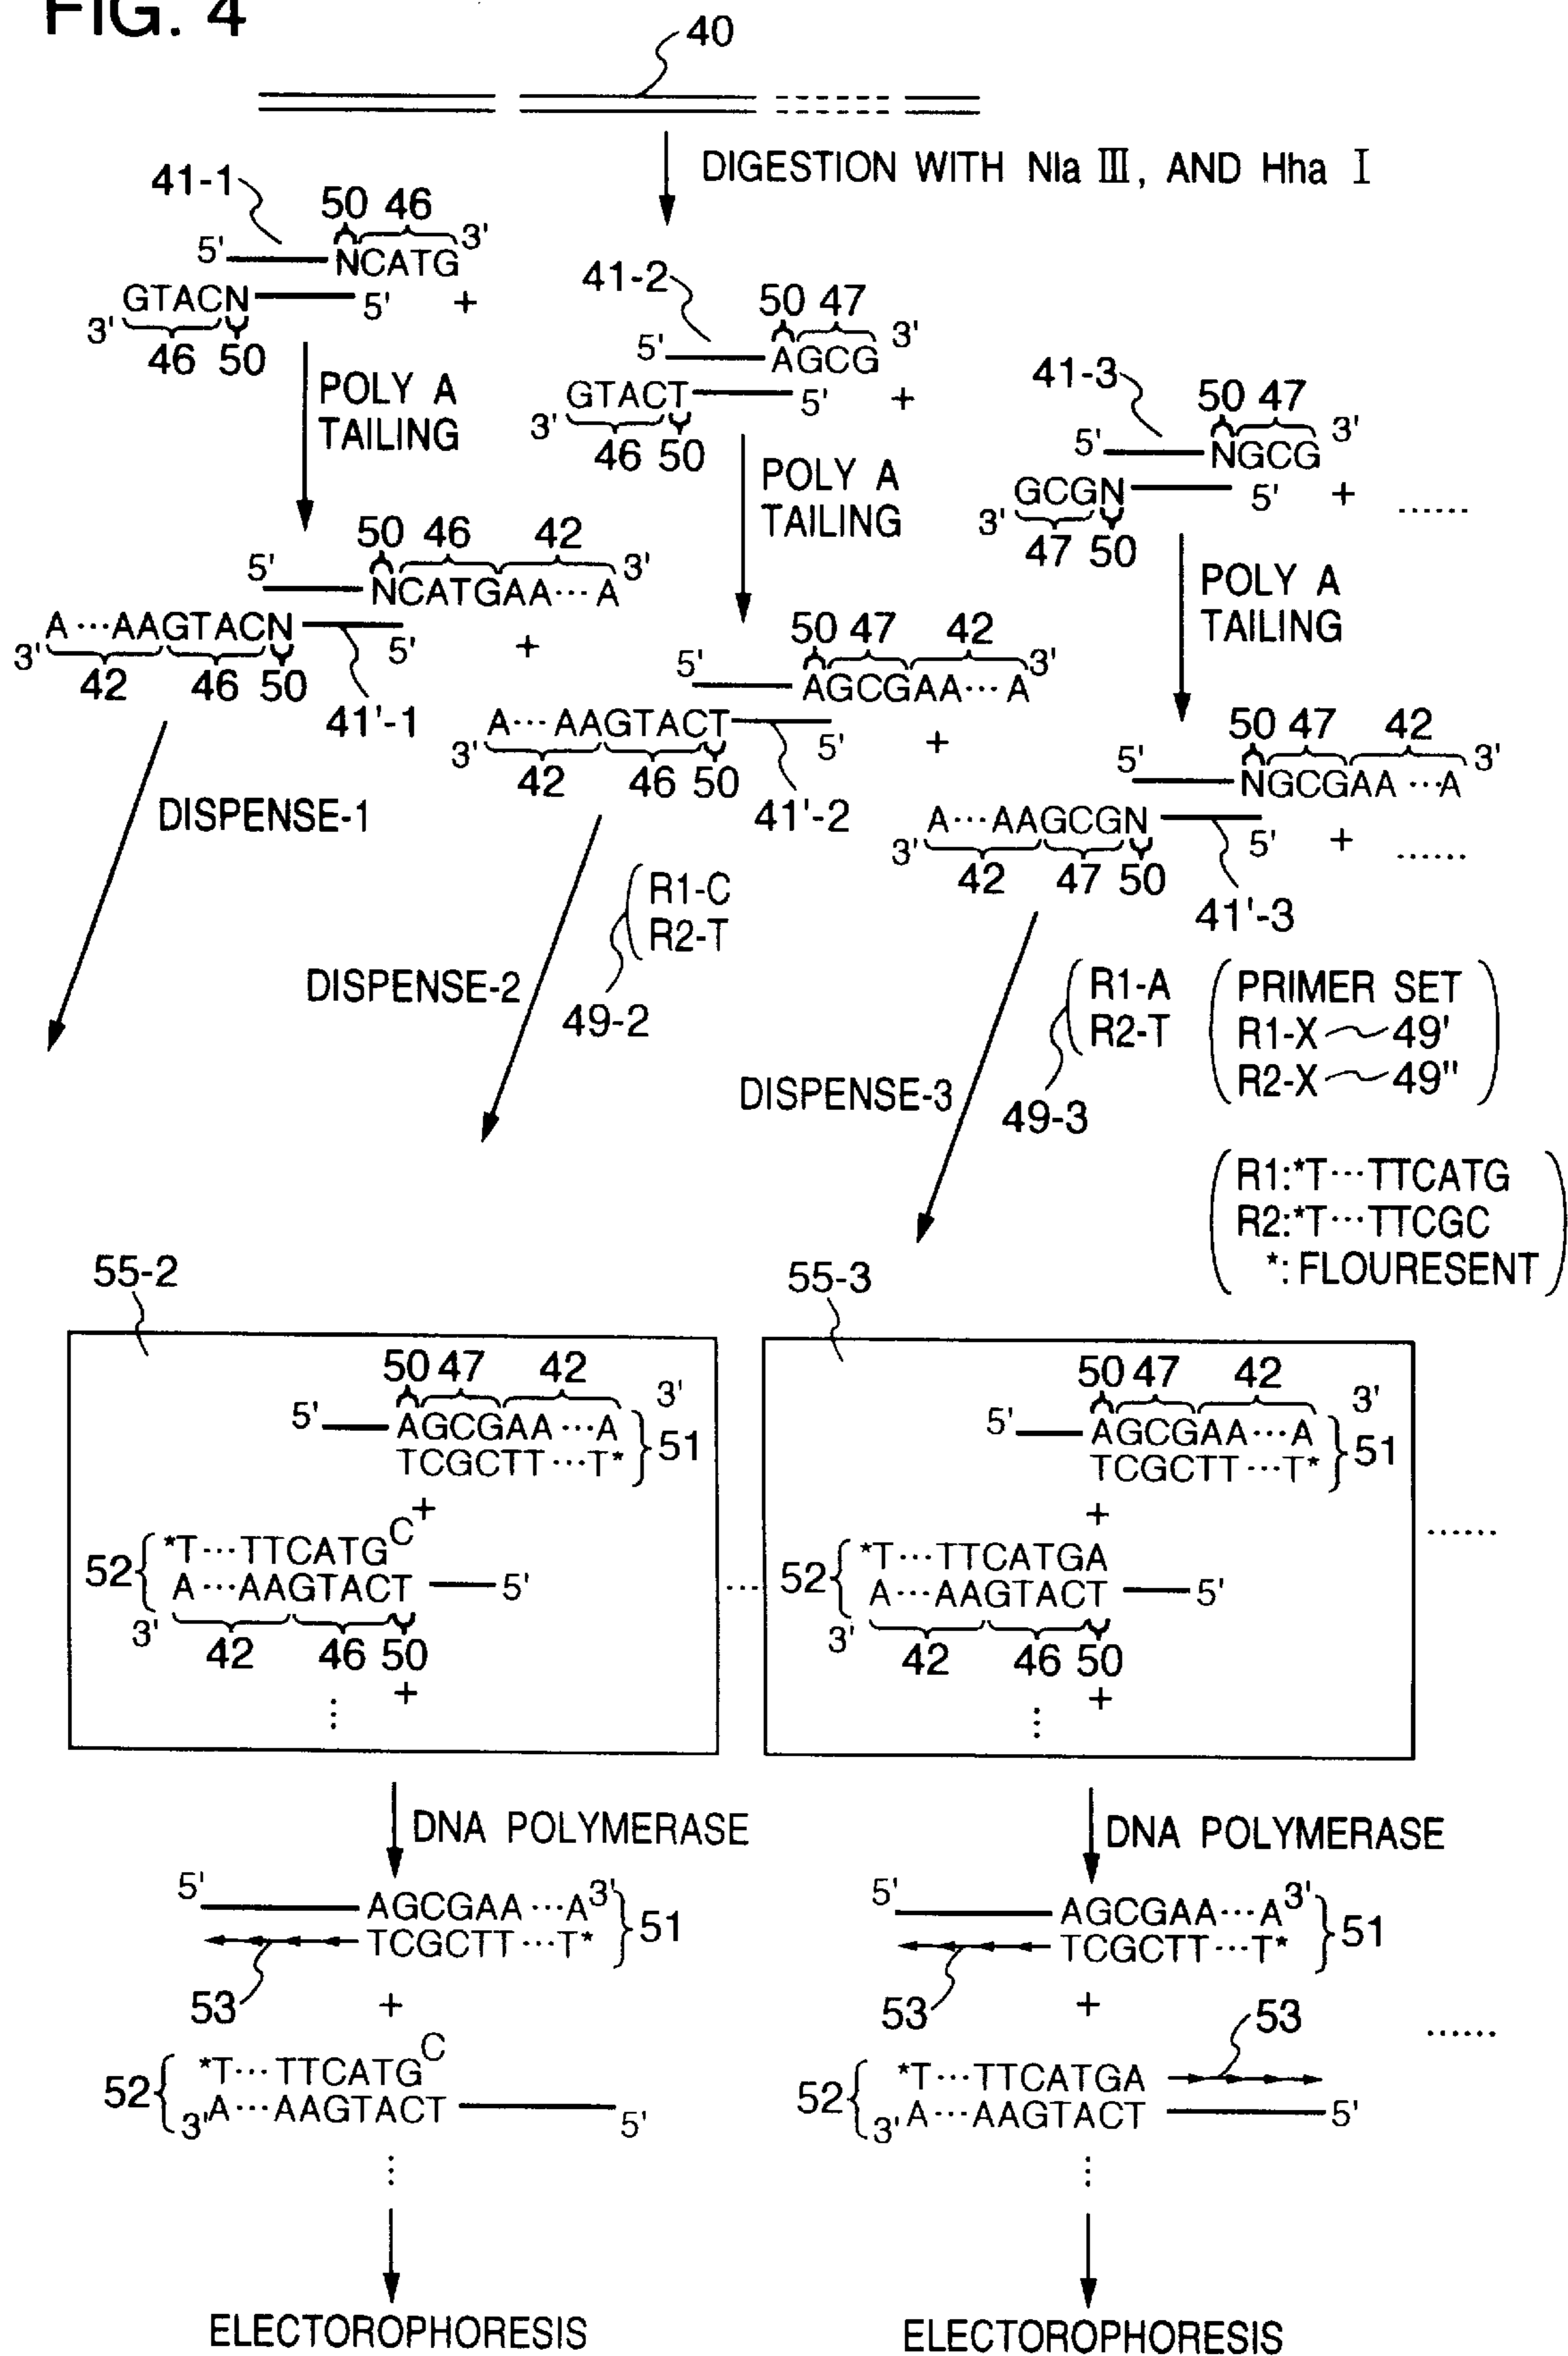 FIG. 4
40
DIGESTION WITH Nla III, AND Hha I
41-1
50 46
5' NCATG 3'
GTACN 5' +
3' 46 50
POLY A
TAILING
41-2
50 47
5' AGCG 3'
GTACT 5' +
3' 46 50
POLY A
TAILING
41-3
50 47
5' NGCG 3'
GCGN 5' + ......
3' 47 50
POLY A
TAILING
50 46 42
5' NCATGAA···A 3'
A···AAGTACN 5' +
3' 42 46 50
41'-1
50 47 42
5' AGCGAA···A 3'
A···AAGTACT 5' +
3' 42 46 50
41'-2
50 47 42
5' NGCGAA···A 3'
A···AAGCGN 5' + ......
3' 42 47 50
41'-3
DISPENSE-1
R1-C
R2-T
DISPENSE-2
49-2
R1-A
R2-T
DISPENSE-3
49-3
PRIMER SET
R1-X 49'
R2-X 49"
R1:*T···TTCATG
R2:*T···TTCGC
*: FLOURESENT
55-2
50 47 42
5' AGCGAA···A 3'
TCGCTT···T* 51
+
52 *T···TTCATGC
A···AAGTACT 5'
3' 42 46 50
+
⋮
...
55-3
50 47 42
5' AGCGAA···A 3'
TCGCTT···T* 51
+
52 *T···TTCATGA
A···AAGTACT 5'
3' 42 46 50
+
⋮
......
DNA POLYMERASE
5' AGCGAA···A 3'
TCGCTT···T* 51
53 +
52 *T···TTCATGC
3' A···AAGTACT 5'
⋮
ELECTOROPHORESIS
DNA POLYMERASE
5' AGCGAA···A 3'
TCGCTT···T* 51
53 + 53
52 *T···TTCATGA
3' A···AAGTACT 5'
......
⋮
ELECTOROPHORESIS